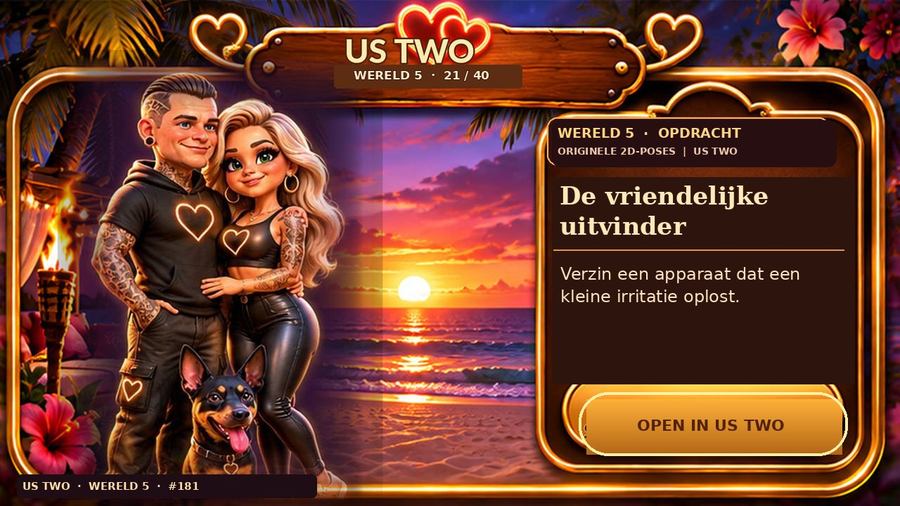 US TWO
WERELD 5 · 21 / 40
WERELD 5 · OPDRACHT
ORIGINELE 2D-POSES | US TWO
De vriendelijke
uitvinder
Verzin een apparaat dat een
kleine irritatie oplost.
OPEN IN US TWO
US TWO · WERELD 5 · #181